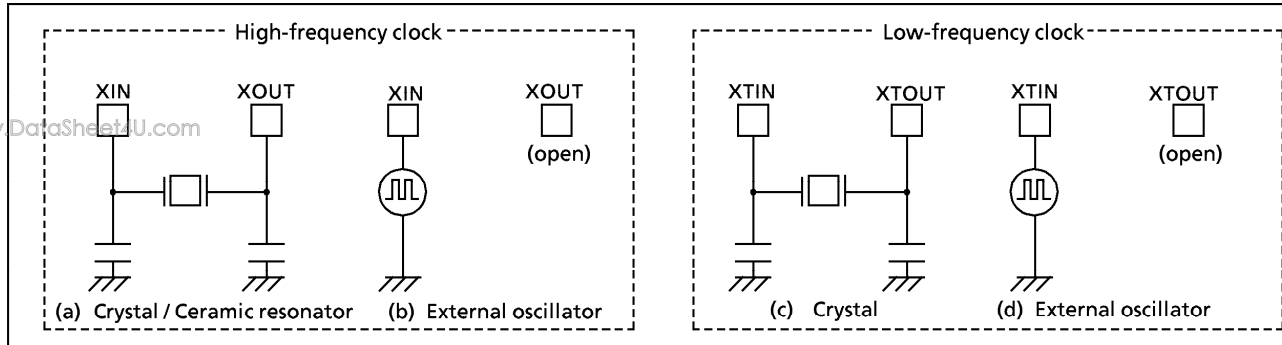 High-frequency clock
XIN XOUT XIN XOUT
(open)
(a) Crystal / Ceramic resonator (b) External oscillator
Low-frequency clock
XTIN XTOUT XTIN XTOUT
(open)
(c) Crystal (d) External oscillator
.DataSheet4U.com